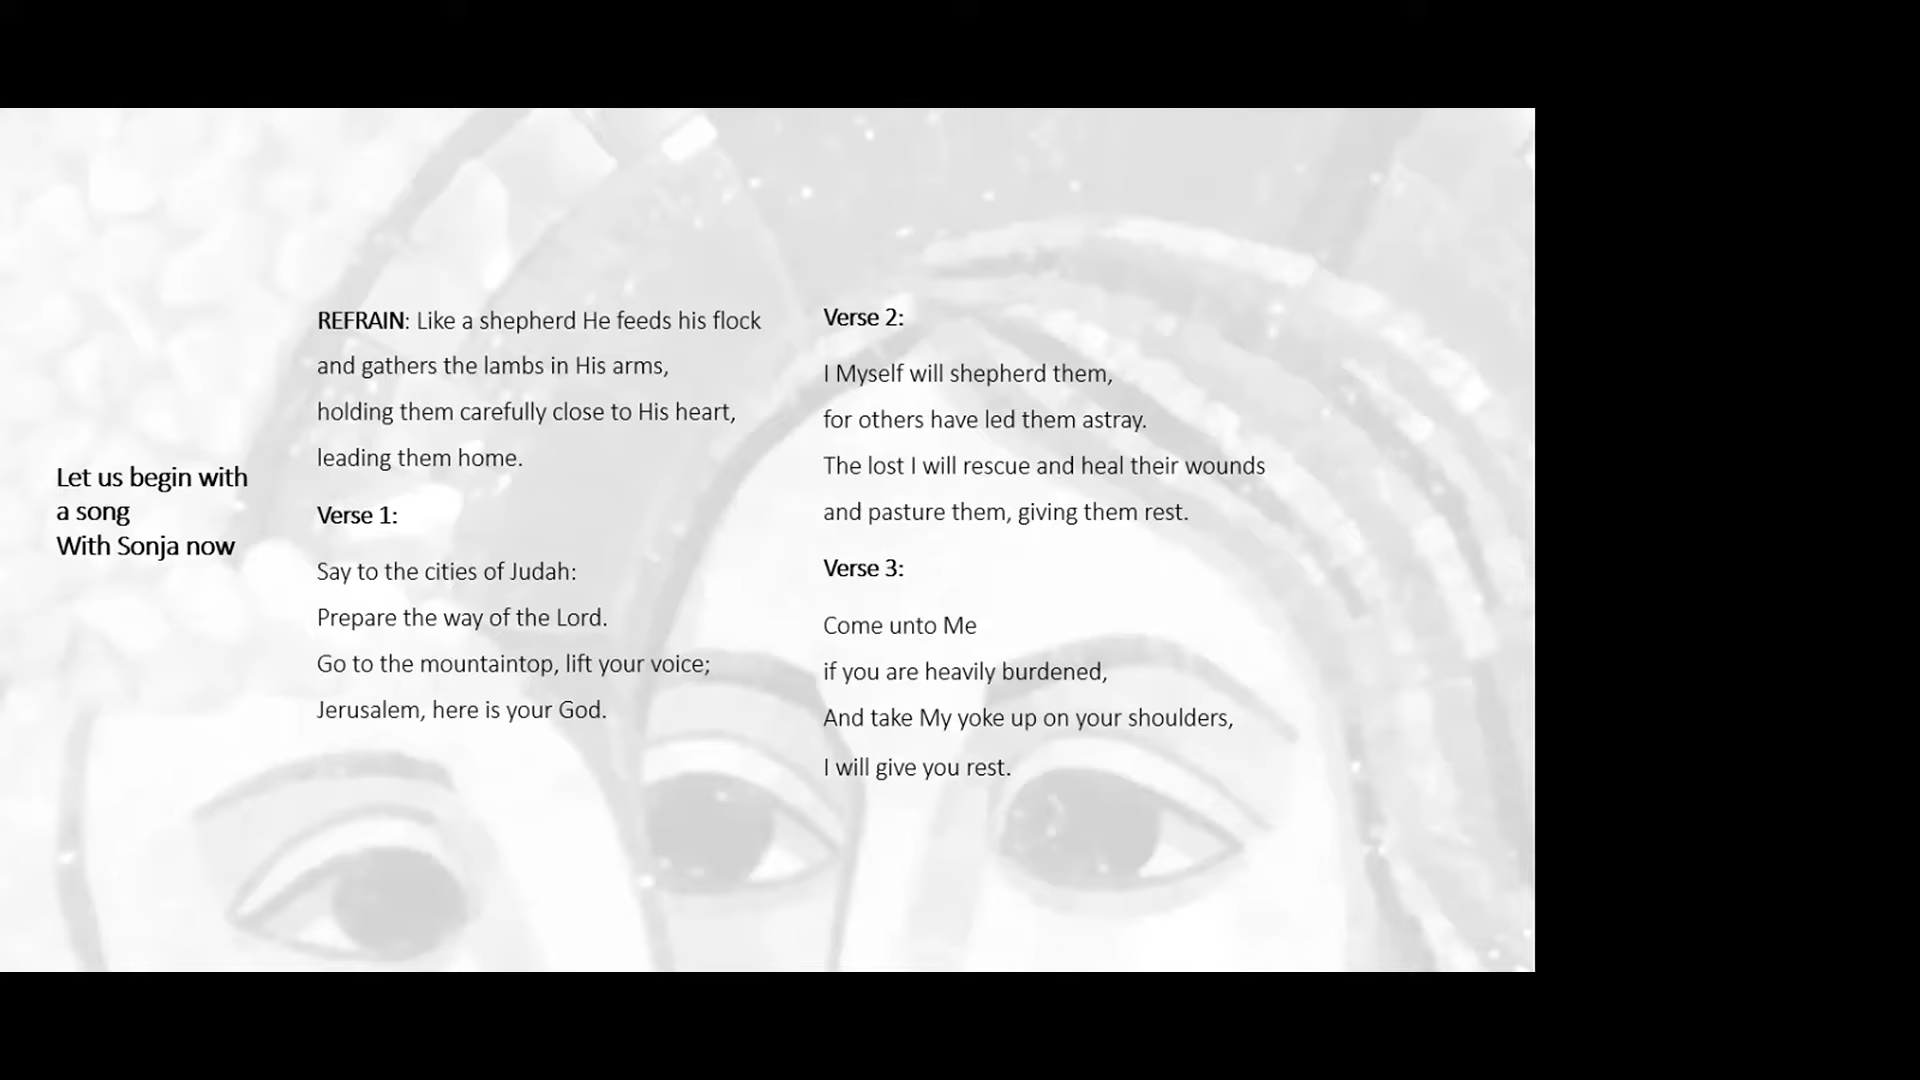 Let us begin with
a song
With Sonja now
REFRAIN: Like a shepherd He feeds his flock
and gathers the lambs in His arms,
holding them carefully close to His heart,
leading them home.
Verse 1:
Say to the cities of Judah:
Prepare the way of the Lord.
Go to the mountaintop, lift your voice;
Jerusalem, here is your God.
Verse 2:
I Myself will shepherd them,
for others have led them astray.
The lost I will rescue and heal their wounds
and pasture them, giving them rest.
Verse 3:
Come unto Me
if you are heavily burdened,
And take My yoke up on your shoulders,
I will give you rest.